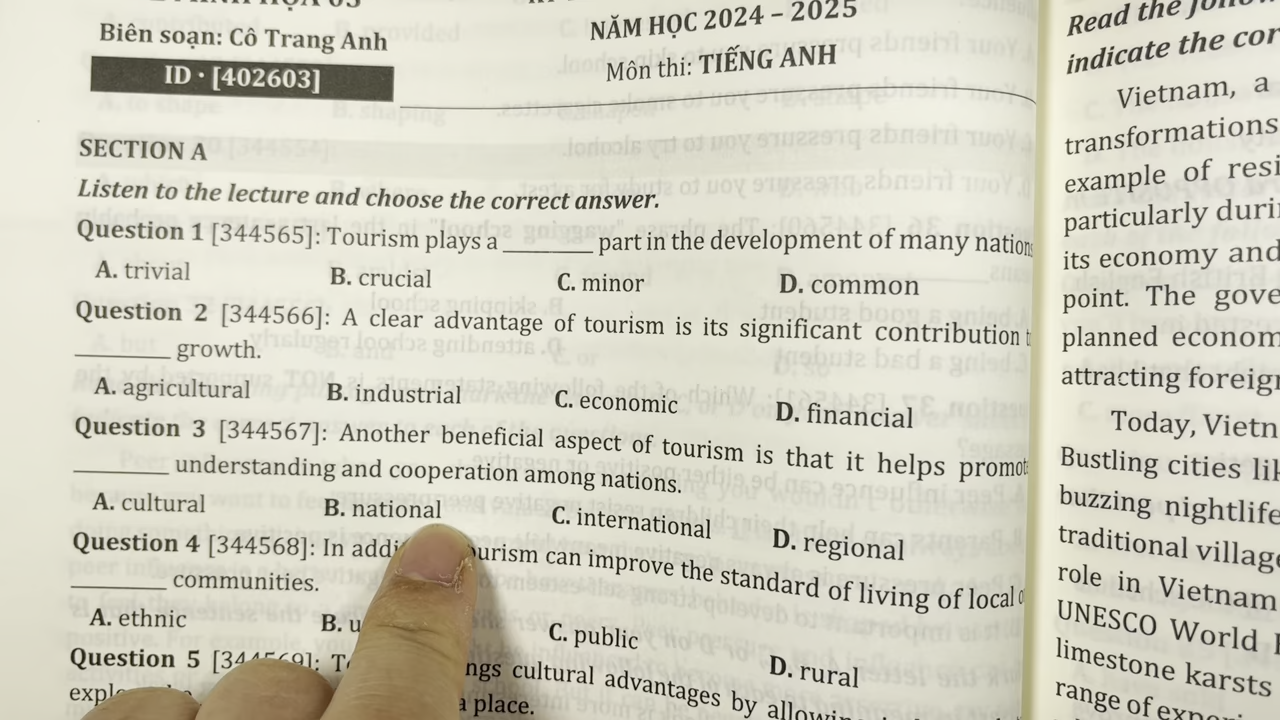 Biên soạn: Cô Trang Anh
ID · [402603]
NĂM HỌC 2024 – 2025
Môn thi: TIẾNG ANH
SECTION A
Listen to the lecture and choose the correct answer.
Question 1 [344565]: Tourism plays a ________ part in the development of many nation
A. trivial B. crucial C. minor D. common
Question 2 [344566]: A clear advantage of tourism is its significant contribution
________ growth.
A. agricultural B. industrial C. economic D. financial
Question 3 [344567]: Another beneficial aspect of tourism is that it helps promot
________ understanding and cooperation among nations.
A. cultural B. national C. international D. regional
Question 4 [344568]: In addi urism can improve the standard of living of local
________ communities.
A. ethnic B. u C. public D. rural
Question 5 ngs cultural advantages by
a place.
Read the
indicate the cor
Vietnam, a
transformations
example of resi
particularly duri
its economy and
point. The gove
planned econom
attracting foreig
Today, Vietn
Bustling cities li
buzzing nightlife
traditional village
role in Vietnam
UNESCO World
limestone karsts
range of